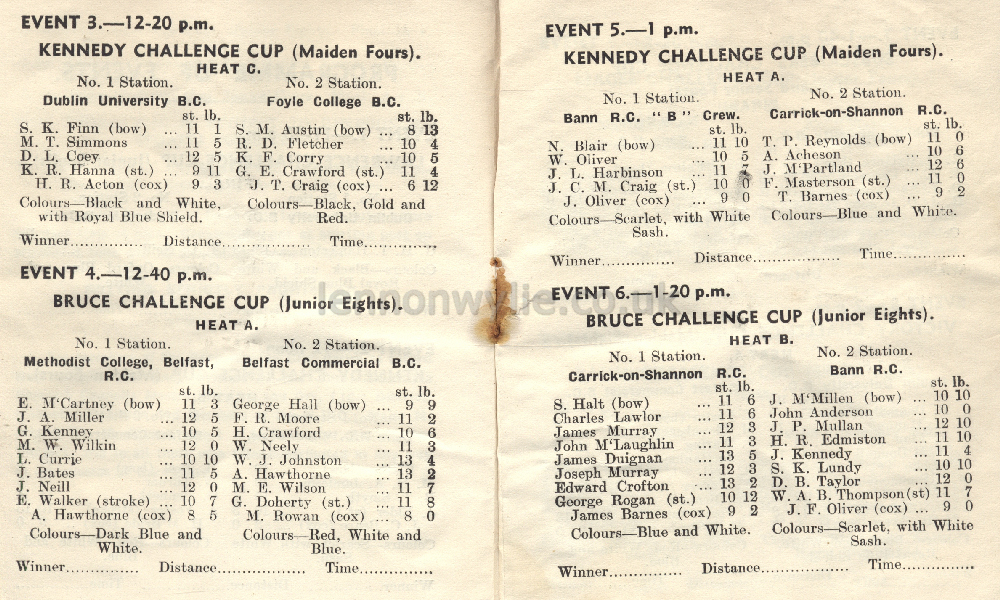 EVENT 3.—12-20 p.m.
KENNEDY CHALLENGE CUP (Maiden Fours).
HEAT C.
No. 1 Station. No. 2 Station.
Dublin University B.C. Foyle College B.C.
st. lb. st. lb.
S. K. Finn (bow) ... 11 1 S. M. Austin (bow) ... 8 13
M. T. Simmons ... 11 5 R. D. Fletcher ... 10 4
D. L. Coey ... 12 5 K. F. Corry ... 10 5
K. R. Hanna (st.) ... 9 11 G. E. Crawford (st.) ... 11 4
H. R. Acton (cox) 9 3 J. T. Craig (cox) ... 6 12
Colours—Black and White, Colours—Black, Gold and
with Royal Blue Shield. Red.
Winner.............. Distance................. Time..............
EVENT 4.—12-40 p.m.
BRUCE CHALLENGE CUP (Junior Eights).
HEAT A.
No. 1 Station. No. 2 Station.
Methodist College, Belfast, Belfast Commercial B.C.
R.C.
st. lb. st. lb.
E. M'Cartney (bow) 11 3 George Hall (bow) ... 9 9
J. A. Miller ... 12 5 F. R. Moore ... 11 2
G. Kenney ... 10 5 H. Crawford ... 10 6
M. W. Wilkin ... 12 0 W. Neely ... 11 3
L. Currie ... 10 10 W. J. Johnston ... 13 4
J. Bates ... 11 5 A. Hawthorne ... 13 2
J. Neill ... 12 0 M. E. Wilson ... 11 7
E. Walker (stroke) ... 10 7 G. Doherty (st.) ... 11 8
A. Hawthorne (cox) 8 5 M. Rowan (cox) ... 8 0
Colours—Dark Blue and Colours—Red, White and
White. Blue.
Winner.............. Distance................. Time..............
EVENT 5.—1 p.m.
KENNEDY CHALLENGE CUP (Maiden Fours).
HEAT A.
No. 1 Station. No. 2 Station.
Bann R.C. "B" Crew. Carrick-on-Shannon R.C.
st. lb. st. lb.
N. Blair (bow) ... 11 10 T. P. Reynolds (bow) 11 0
W. Oliver ... 10 5 A. Acheson ... 10 6
J. L. Harbinson ... 11 7 J. M'Partland ... 12 6
J. C. M. Craig (st.) 10 0 F. Masterson (st.) ... 11 0
J. Oliver (cox) ... 9 0 T. Barnes (cox) ... 9 2
Colours—Scarlet, with White Colours—Blue and White.
Sash.
Winner.............. Distance................. Time..............
EVENT 6.—1-20 p.m.
BRUCE CHALLENGE CUP (Junior Eights).
HEAT B.
No. 1 Station. No. 2 Station.
Carrick-on-Shannon R.C. Bann R.C.
st. lb. st. lb.
S. Halt (bow) ... 11 6 J. M'Millen (bow) ... 10 10
Charles Lawlor ... 11 6 John Anderson ... 10 0
James Murray ... 12 3 J. P. Mullan ... 12 10
John M'Laughlin ... 11 3 H. R. Edmiston ... 11 10
James Duignan ... 13 5 J. Kennedy ... 11 4
Joseph Murray ... 12 3 S. K. Lundy ... 10 10
Edward Crofton ... 13 2 D. B. Taylor ... 12 0
George Rogan (st.) 10 12 W. A. B. Thompson(st) 11 7
James Barnes (cox) 9 2 J. F. Oliver (cox) ... 9 0
Colours—Blue and White. Colours—Scarlet, with White
Sash.
Winner.............. Distance................. Time..............
lennonwylie.co.uk